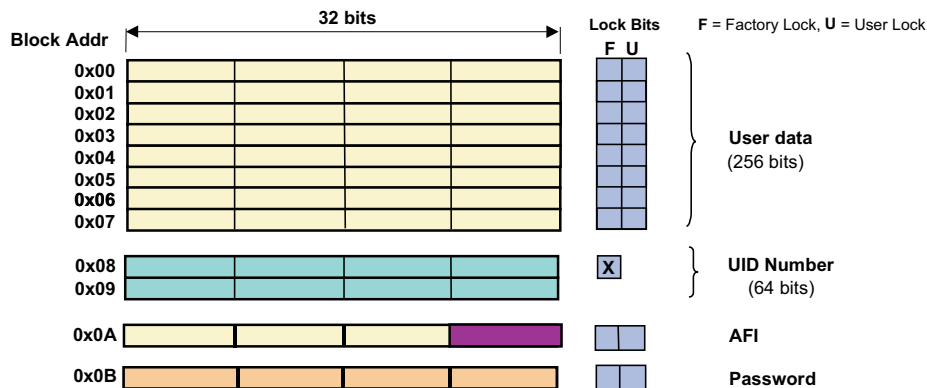 32 bits
Lock Bits
F = Factory Lock, U = User Lock
Block Addr
F U
0x00
0x01
0x02
0x03
0x04
0x05
0x06
0x07
User data
(256 bits)
0x08
0x09
X
UID Number
(64 bits)
0x0A
AFI
0x0B
Password